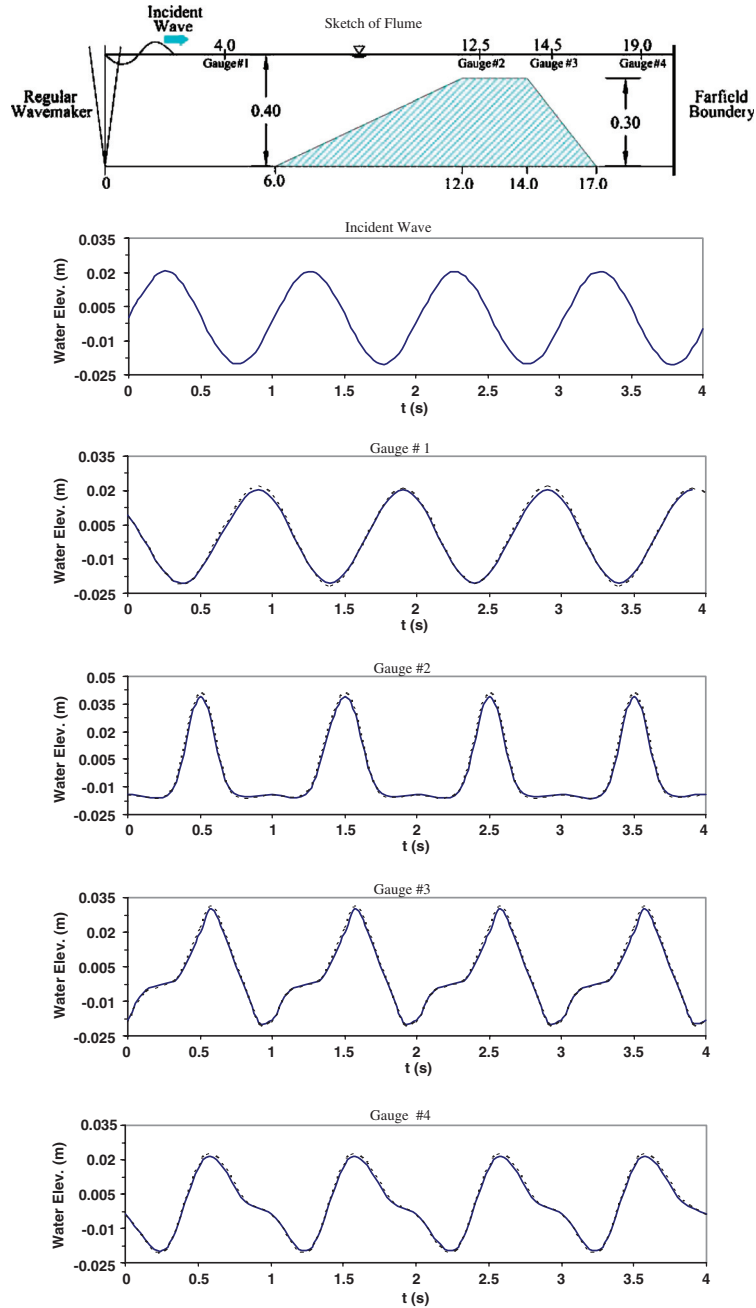 Sketch of Flume
Incident
Wave
4.0
Gauge#1
12.5
Gauge#2
14.5
Gauge #3
19.0
Gauge #4
Regular
Wavemaker
0.40
0.30
Farfield
Boundery
0
6.0
12.0
14.0
17.0
Incident Wave
Water Elev. (m)
0.035
0.02
0.005
-0.01
-0.025
0 0.5 1 1.5 2 2.5 3 3.5 4
t (s)
Gauge # 1
Water Elev. (m)
0.035
0.02
0.005
-0.01
-0.025
0 0.5 1 1.5 2 2.5 3 3.5 4
t (s)
Gauge #2
Water Elev. (m)
0.05
0.035
0.02
0.005
-0.01
-0.025
0 0.5 1 1.5 2 2.5 3 3.5 4
t (s)
Gauge #3
Water Elev. (m)
0.035
0.02
0.005
-0.01
-0.025
0 0.5 1 1.5 2 2.5 3 3.5 4
t (s)
Gauge #4
Water Elev. (m)
0.035
0.02
0.005
-0.01
-0.025
0 0.5 1 1.5 2 2.5 3 3.5 4
t (s)